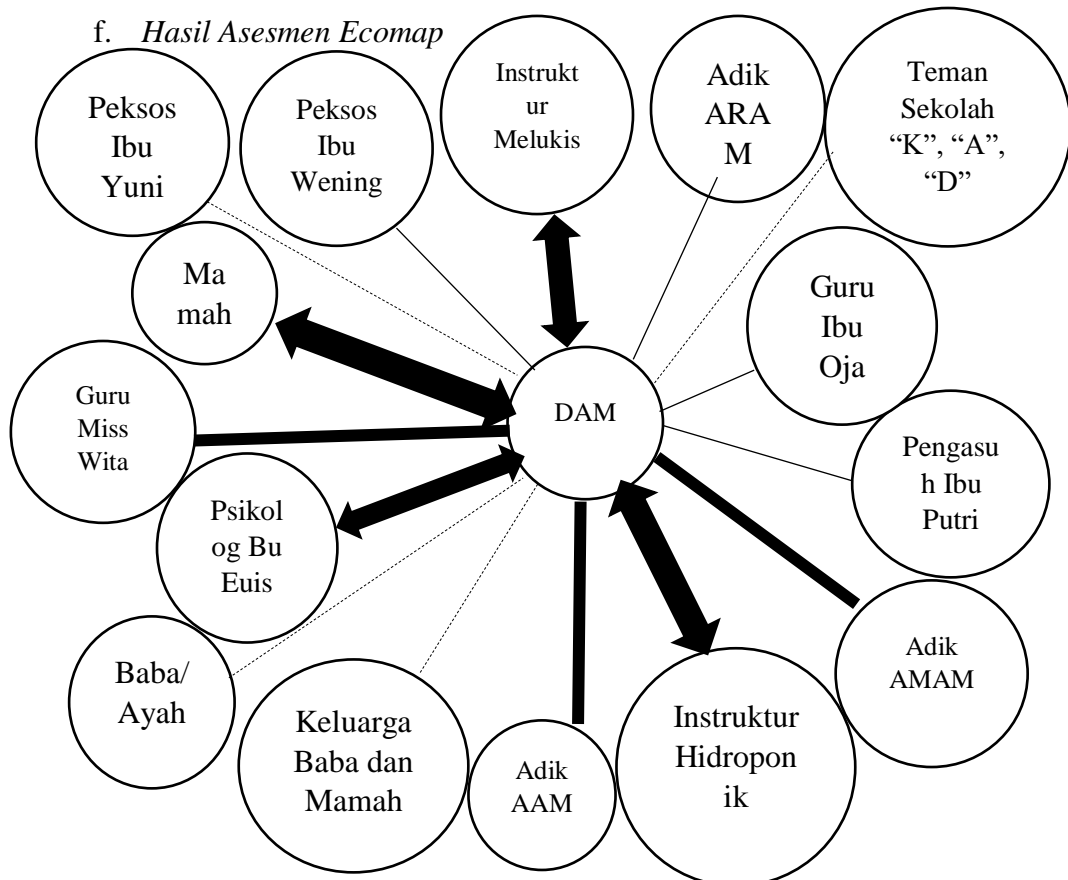 f. Hasil Asesmen Ecomap
Peksos
Ibu
Yuni
Peksos
Ibu
Wening
Instrukt
ur
Melukis
Adik
ARA
M
Teman
Sekolah
“K”, “A”,
“D”
Ma
mah
Guru
Ibu
Oja
Guru
Miss
Wita
DAM
Pengasu
h Ibu
Putri
Psikol
og Bu
Euis
Adik
AMAM
Baba/
Ayah
Keluarga
Baba dan
Mamah
Adik
AAM
Instruktur
Hidropon
ik